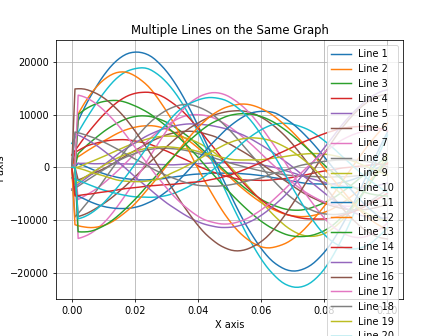 Multiple Lines on the Same Graph
20000
10000
0
−10000
−20000
0.00
0.02
0.04
0.06
X axis
Line 1
Line 2
Line 3
Line 4
Line 5
Line 6
Line 7
Line 8
Line 9
Line 10
Line 11
Line 12
Line 13
Line 14
Line 15
Line 16
Line 17
Line 18
Line 19
Line 20